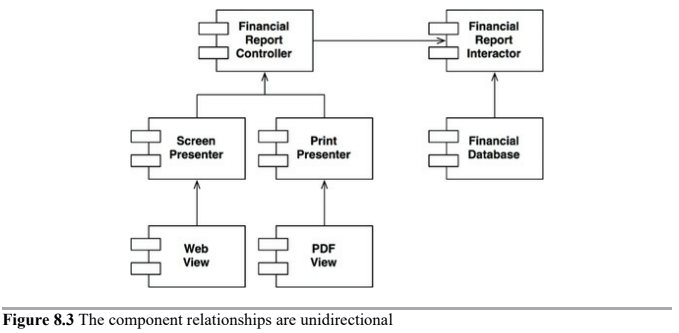 Financial
Report
Controller
Financial
Report
Interactor
Screen
Presenter
Print
Presenter
Financial
Database
Web
View
PDF
View
Figure 8.3 The component relationships are unidirectional